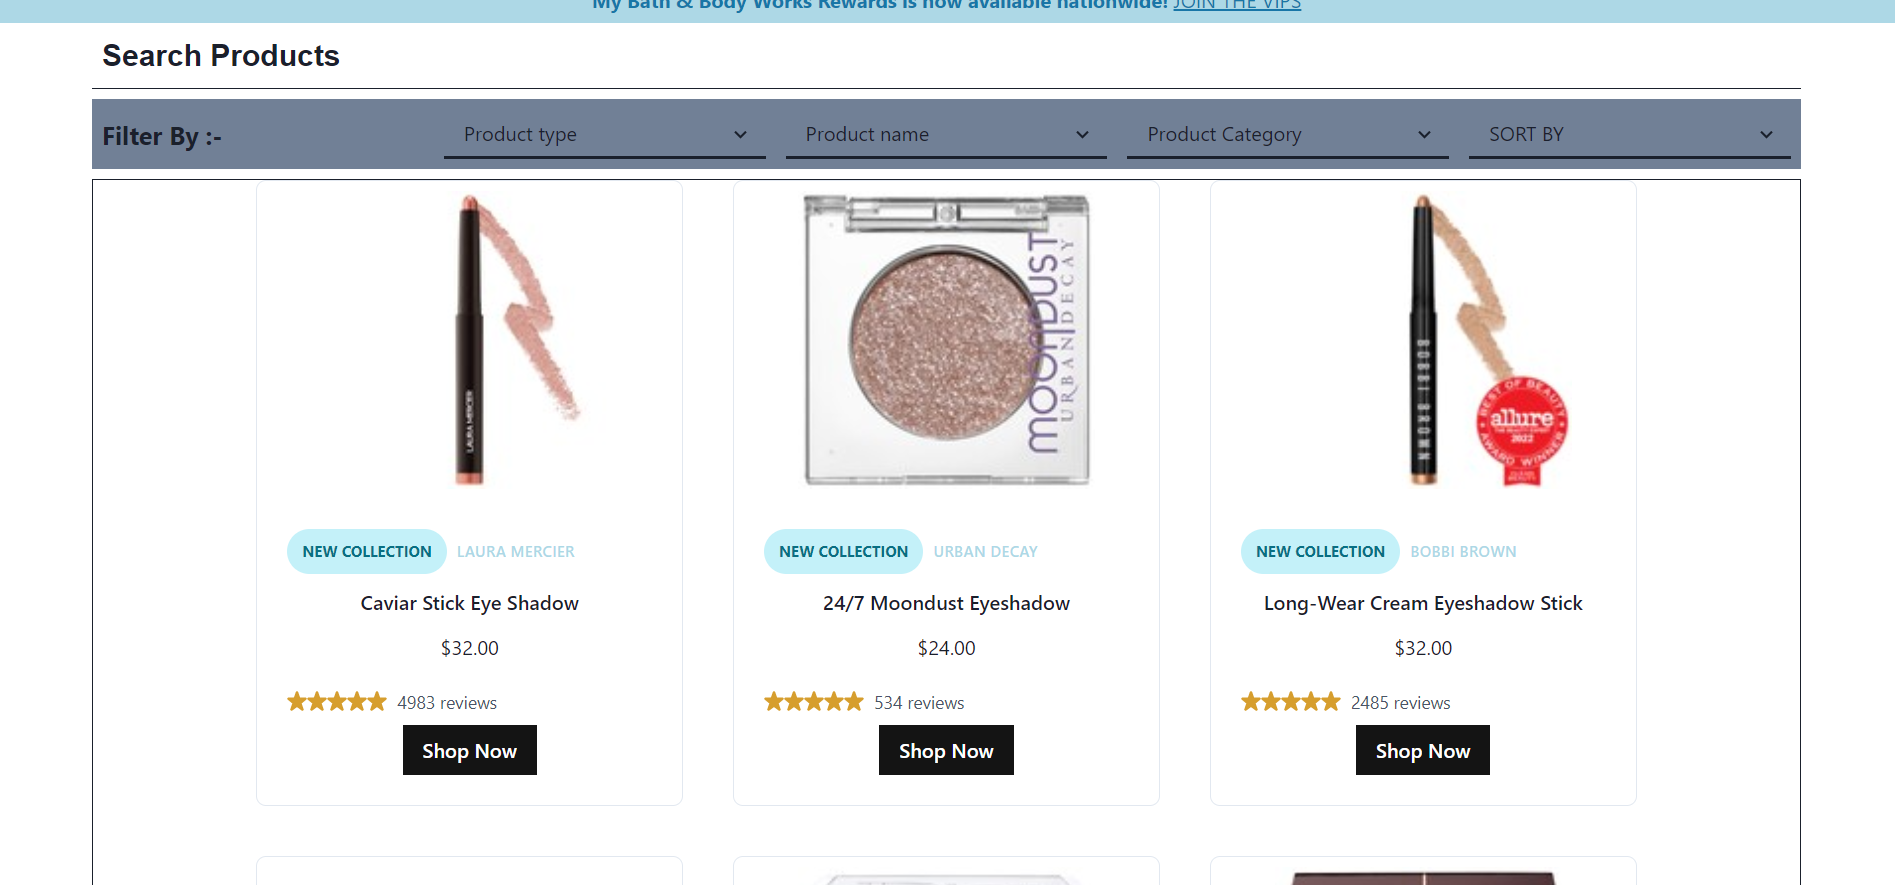 My Bath & Body Works Rewards is now available nationwide! JOIN THE VIPS
Search Products
Filter By :-
Product type
Product name
Product Category
SORT BY
LAURA MERCIER
MOONDUST
URBAN DECAY
BOBBI BROWN
BEST OF BEAUTY
allure
2022
AWARD WINNER
NEW COLLECTION LAURA MERCIER
Caviar Stick Eye Shadow
$32.00
4983 reviews
Shop Now
NEW COLLECTION URBAN DECAY
24/7 Moondust Eyeshadow
$24.00
534 reviews
Shop Now
NEW COLLECTION BOBBI BROWN
Long-Wear Cream Eyeshadow Stick
$32.00
2485 reviews
Shop Now